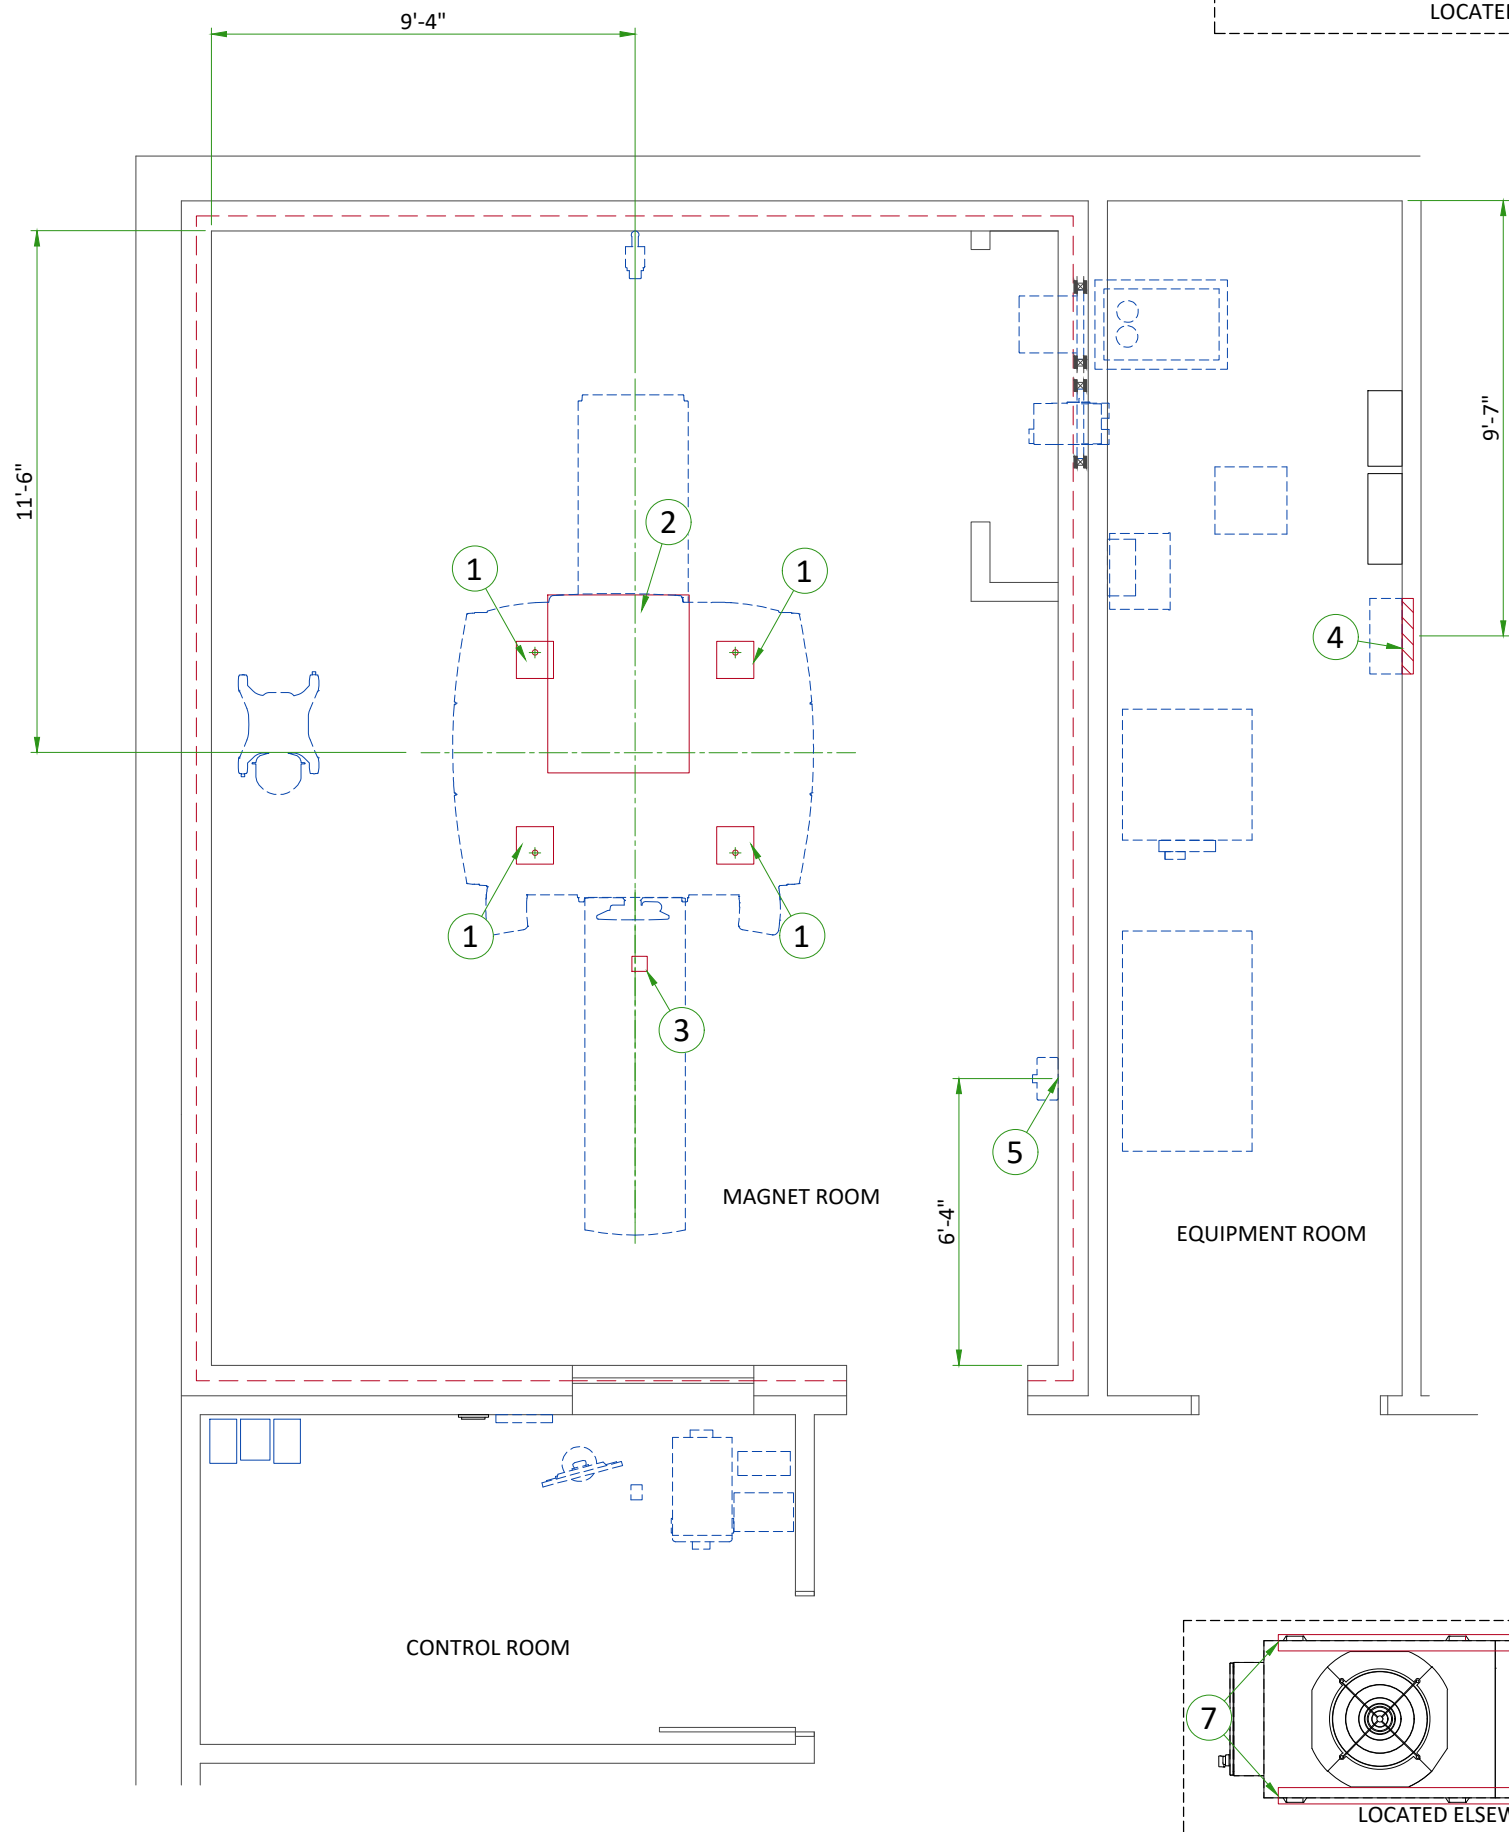 9'-4"
LOCATED
11'-6"
9'-7"
2
1
1
4
1
1
3
5
MAGNET ROOM
6'-4"
EQUIPMENT ROOM
CONTROL ROOM
7
LOCATED ELSEW